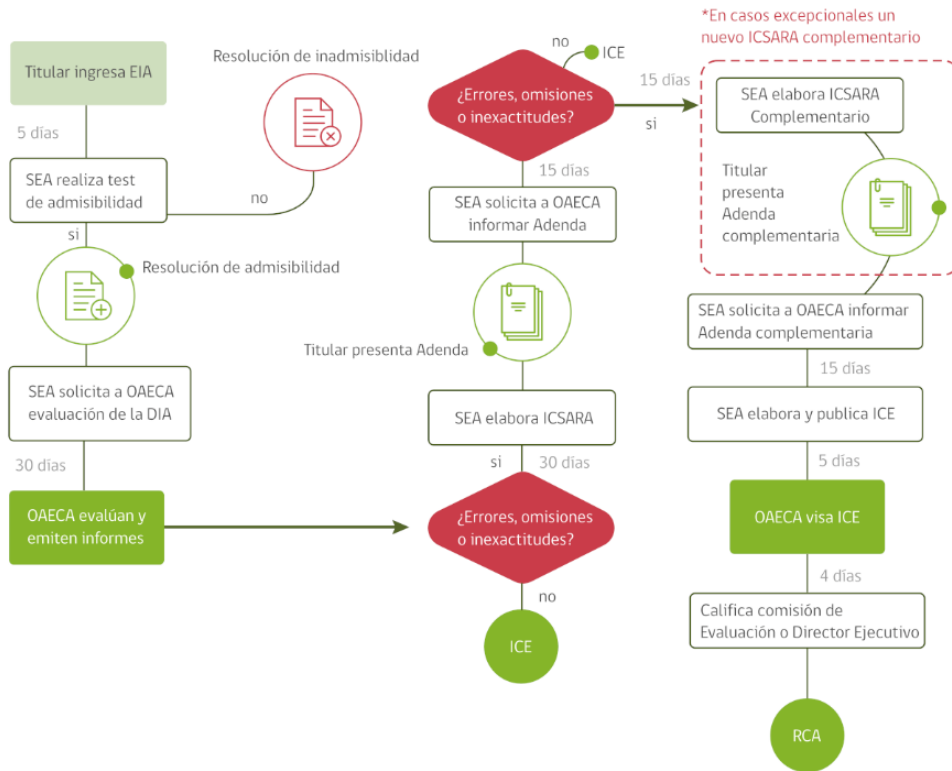 Titular ingresa EIA
5 días
SEA realiza test
de admisibilidad
no
Resolución de inadmisiblidad
si
Resolución de admisibilidad
SEA solicita a OAECA
evaluación de la DIA
30 días
OAECA evalúan y
emiten informes
¿Errores, omisiones
o inexactitudes?
no
ICE
si
30 días
SEA elabora ICSARA
Titular presenta Adenda
SEA solicita a OAECA
informar Adenda
15 días
¿Errores, omisiones
o inexactitudes?
no
ICE
15 días
si
*En casos excepcionales un
nuevo ICSARA complementario
SEA elabora ICSARA
Complementario
Titular
presenta
Adenda
complementaria
SEA solicita a OAECA informar
Adenda complementaria
15 días
SEA elabora y publica ICE
5 días
OAECA visa ICE
4 días
Califica comisión de
Evaluación o Director Ejecutivo
RCA